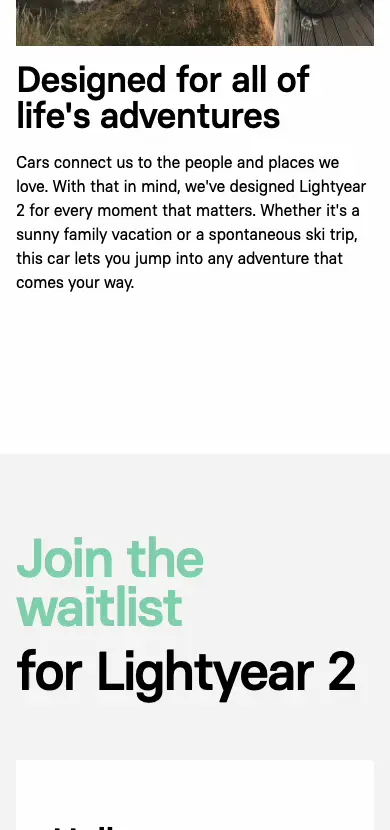 Designed for all of
life's adventures
Cars connect us to the people and places we
love. With that in mind, we've designed Lightyear
2 for every moment that matters. Whether it's a
sunny family vacation or a spontaneous ski trip,
this car lets you jump into any adventure that
comes your way.
Join the
waitlist
for Lightyear 2